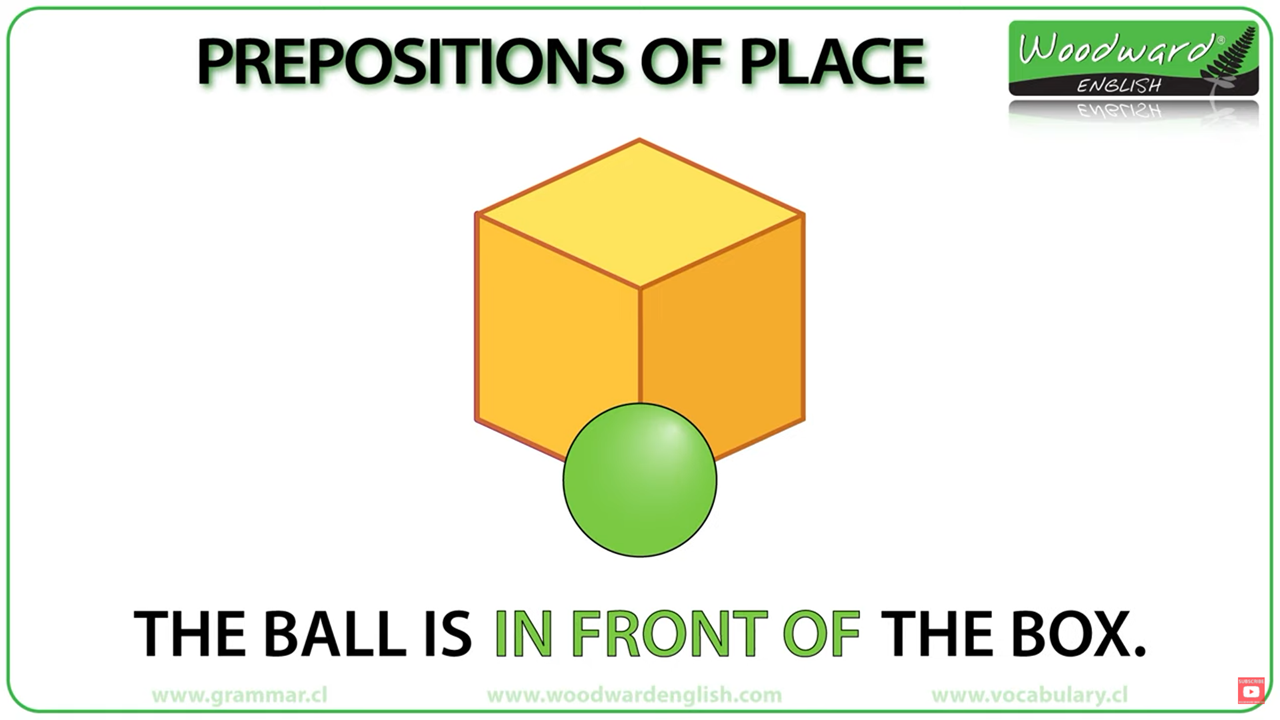 PREPOSITIONS OF PLACE
Woodward®
ENGLISH
THE BALL IS IN FRONT OF THE BOX.
www.grammar.cl www.woodwardenglish.com www.vocabulary.cl
SUBSCRIBE